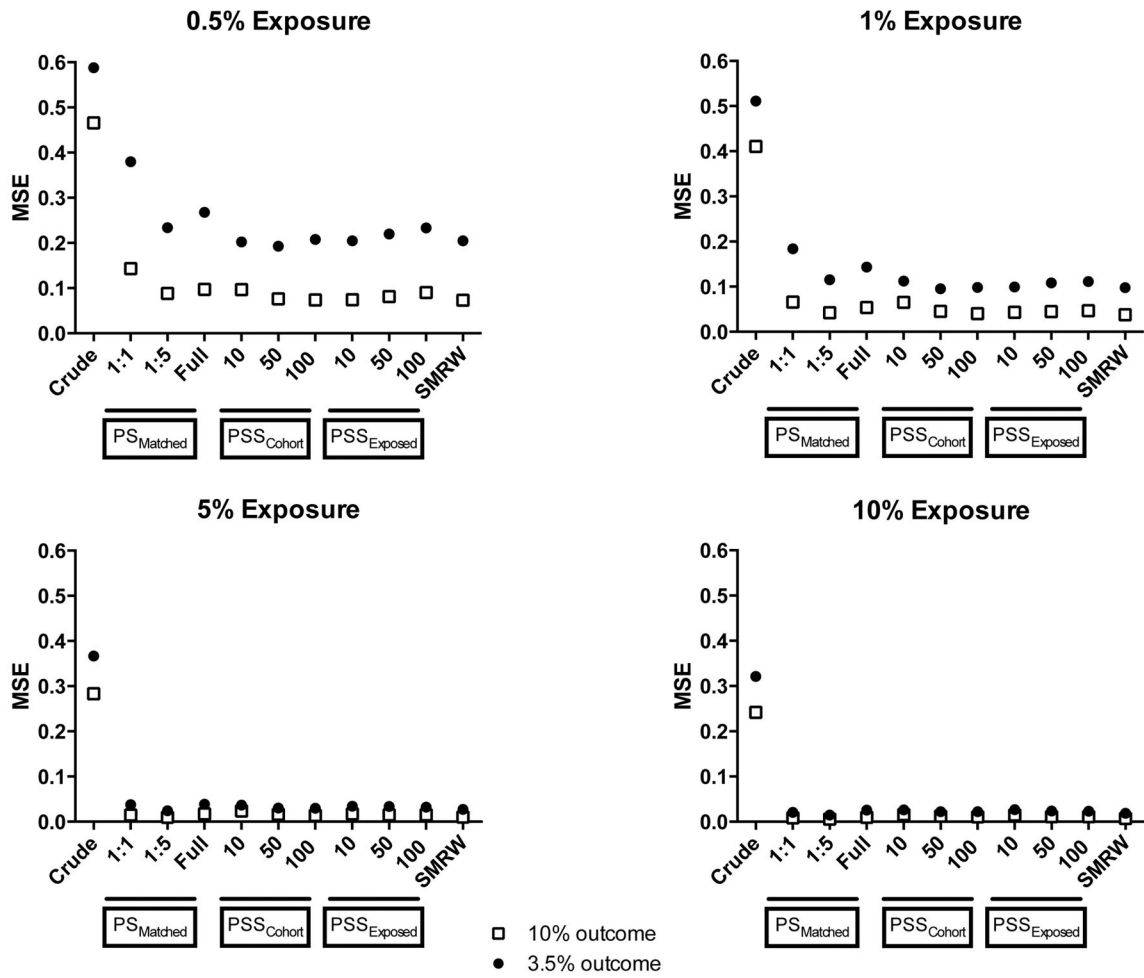 0.5% Exposure
MSE
0.6
0.5
0.4
0.3
0.2
0.1
0.0
Crude
1:1
1:5
Full
10
50
100
10
50
100
SMRW
PSMatched
PSSCohort
PSSExposed
1% Exposure
MSE
0.6
0.5
0.4
0.3
0.2
0.1
0.0
Crude
1:1
1:5
Full
10
50
100
10
50
100
SMRW
PSMatched
PSSCohort
PSSExposed
5% Exposure
MSE
0.6
0.5
0.4
0.3
0.2
0.1
0.0
Crude
1:1
1:5
Full
10
50
100
10
50
100
SMRW
PSMatched
PSSCohort
PSSExposed
10% Exposure
MSE
0.6
0.5
0.4
0.3
0.2
0.1
0.0
Crude
1:1
1:5
Full
10
50
100
10
50
100
SMRW
PSMatched
PSSCohort
PSSExposed
10% outcome
3.5% outcome